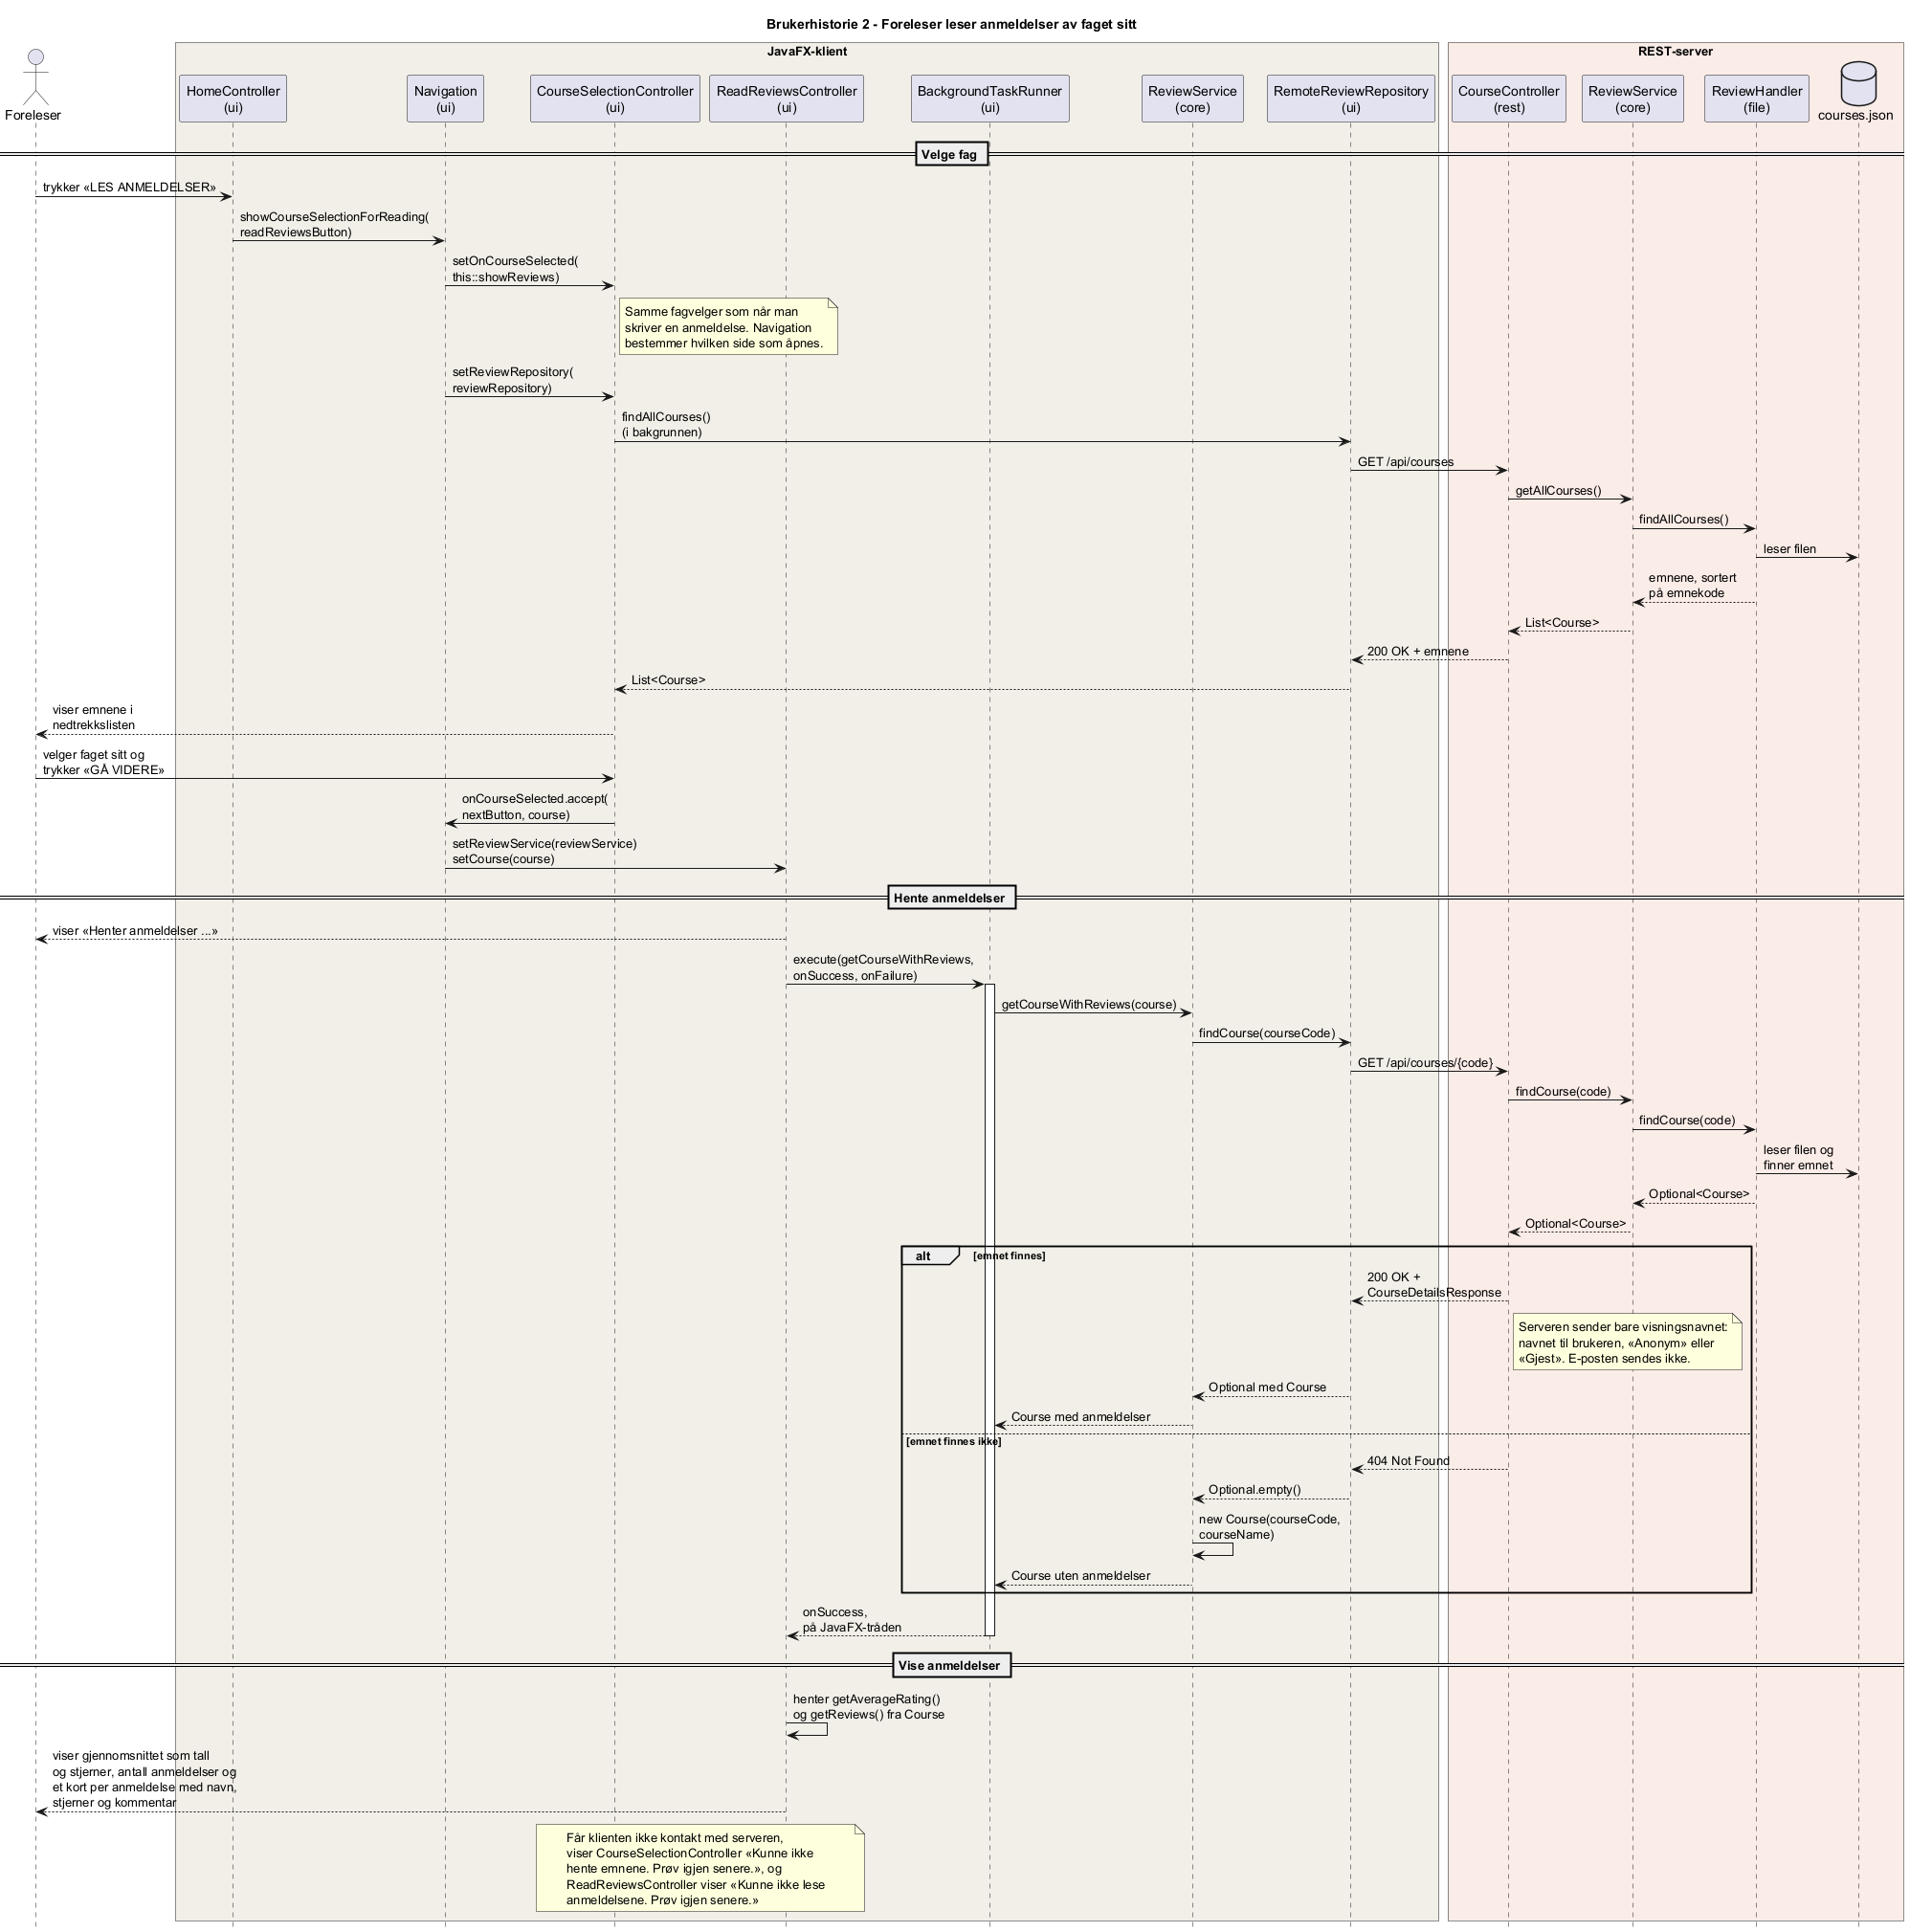 Brukerhistorie 2 - Foreleser leser anmeldelser av faget sitt
JavaFX-klient
REST-server
Foreleser
HomeController
(ui)
Navigation
(ui)
CourseSelectionController
(ui)
ReadReviewsController
(ui)
BackgroundTaskRunner
(ui)
ReviewService
(core)
RemoteReviewRepository
(ui)
CourseController
(rest)
ReviewService
(core)
ReviewHandler
(file)
courses.json
Velge fag
trykker «LES ANMELDELSER»
showCourseSelectionForReading(
readReviewsButton)
setOnCourseSelected(
this::showReviews)
Samme fagvelger som når man
skriver en anmeldelse. Navigation
bestemmer hvilken side som åpnes.
setReviewRepository(
reviewRepository)
findAllCourses()
(i bakgrunnen)
GET /api/courses
getAllCourses()
findAllCourses()
leser filen
emnene, sortert
på emnekode
List<Course>
200 OK + emnene
List<Course>
viser emnene i
nedtrekkslisten
velger faget sitt og
trykker «GÅ VIDERE»
onCourseSelected.accept(
nextButton, course)
setReviewService(reviewService)
setCourse(course)
Hente anmeldelser
viser «Henter anmeldelser ...»
execute(getCourseWithReviews,
onSuccess, onFailure)
getCourseWithReviews(course)
findCourse(courseCode)
GET /api/courses/{code}
findCourse(code)
findCourse(code)
leser filen og
finner emnet
Optional<Course>
Optional<Course>
alt [emnet finnes]
200 OK +
CourseDetailsResponse
Serveren sender bare visningsnavnet:
navnet til brukeren, «Anonym» eller
«Gjest». E-posten sendes ikke.
Optional med Course
Course med anmeldelser
[emnet finnes ikke]
404 Not Found
Optional.empty()
new Course(courseCode,
courseName)
Course uten anmeldelser
onSuccess,
på JavaFX-tråden
Vise anmeldelser
henter getAverageRating()
og getReviews() fra Course
viser gjennomsnittet som tall
og stjerner, antall anmeldelser og
et kort per anmeldelse med navn,
stjerner og kommentar
Får klienten ikke kontakt med serveren,
viser CourseSelectionController «Kunne ikke
hente emnene. Prøv igjen senere.», og
ReadReviewsController viser «Kunne ikke lese
anmeldelsene. Prøv igjen senere.»